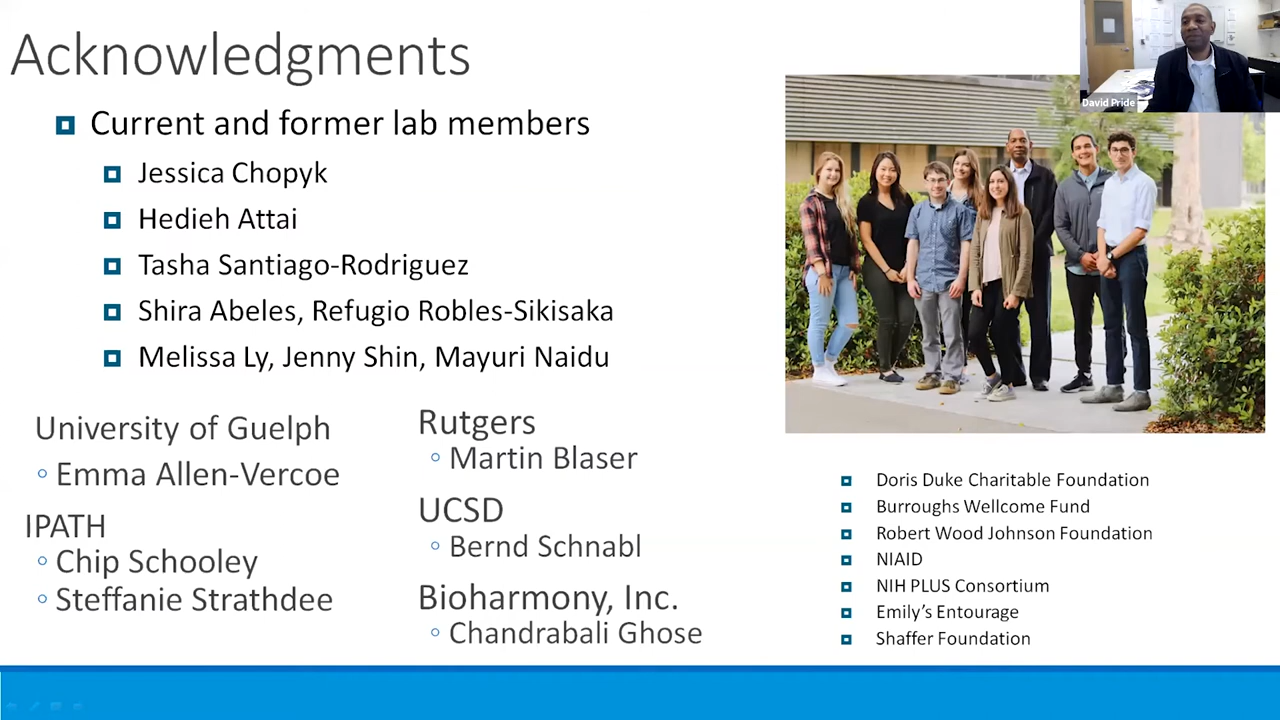 Acknowledgments
Current and former lab members
Jessica Chopyk
Hedieh Attai
Tasha Santiago-Rodriguez
Shira Abeles, Refugio Robles-Sikisaka
Melissa Ly, Jenny Shin, Mayuri Naidu
University of Guelph
Emma Allen-Vercoe
IPATH
Chip Schooley
Steffanie Strathdee
Rutgers
Martin Blaser
UCSD
Bernd Schnabl
Bioharmony, Inc.
Chandrabali Ghose
David Pride
Doris Duke Charitable Foundation
Burroughs Wellcome Fund
Robert Wood Johnson Foundation
NIAID
NIH PLUS Consortium
Emily’s Entourage
Shaffer Foundation